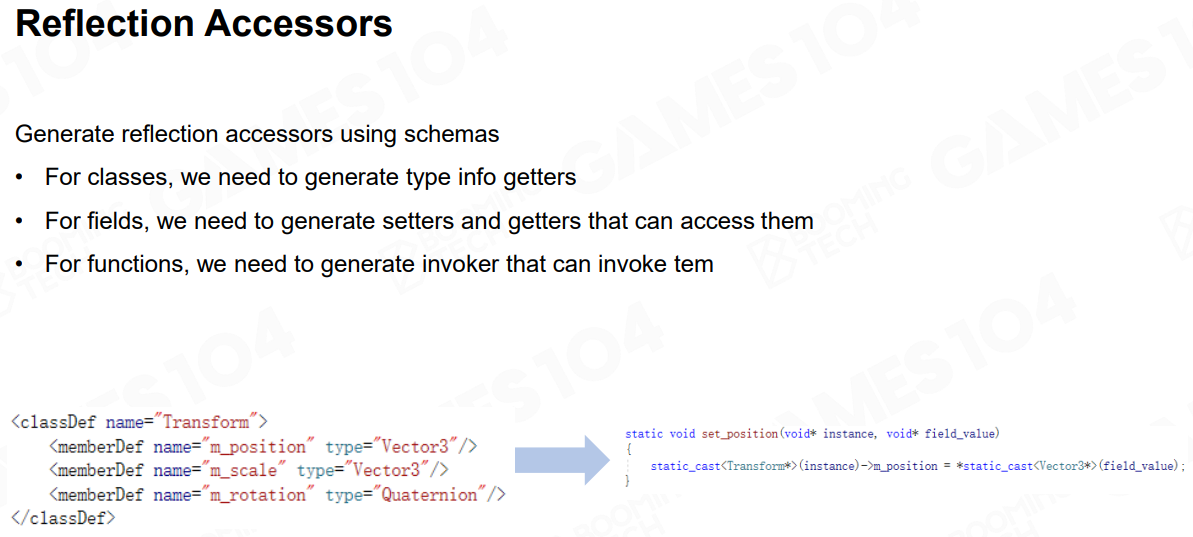 Reflection Accessors
Generate reflection accessors using schemas
• For classes, we need to generate type info getters
• For fields, we need to generate setters and getters that can access them
• For functions, we need to generate invoker that can invoke tem
<classDef name="Transform">
<memberDef name="m_position" type="Vector3"/>
<memberDef name="m_scale" type="Vector3"/>
<memberDef name="m_rotation" type="Quaternion"/>
</classDef>
static void set_position(void* instance, void* field_value)
{
static_cast<Transform*>(instance)->m_position = *static_cast<Vector3*>(field_value);
}
GAMES104
BOOMING
TECH